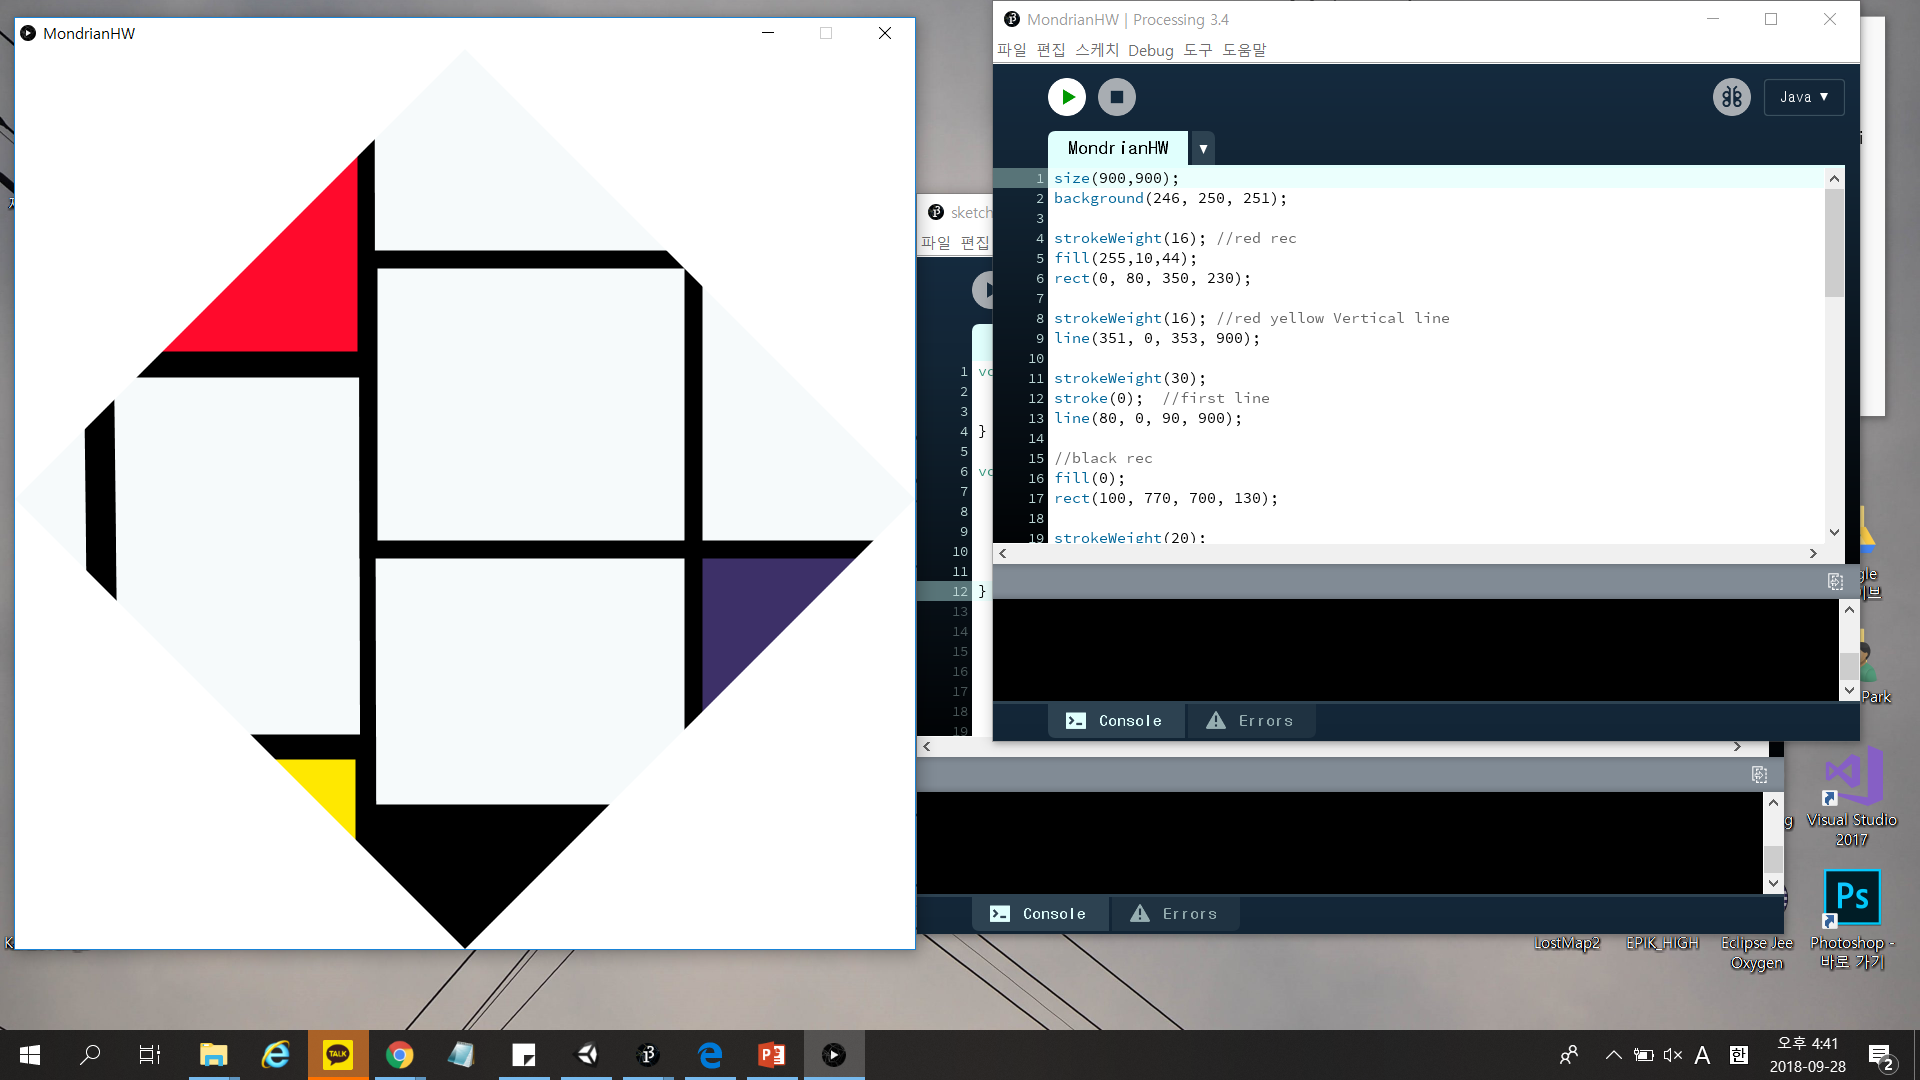 MondrianHW
MondrianHW | Processing 3.4
파일 편집 스케치 Debug 도구 도움말
Java ▼
MondrianHW ▼
1 size(900,900);
2 background(246, 250, 251);
3
4 strokeWeight(16); //red rec
5 fill(255,10,44);
6 rect(0, 80, 350, 230);
7
8 strokeWeight(16); //red yellow Vertical line
9 line(351, 0, 353, 900);
10
11 strokeWeight(30);
12 stroke(0);  //first line
13 line(80, 0, 90, 900);
14
15 //black rec
16 fill(0);
17 rect(100, 770, 700, 130);
18
19 strokeWeight(20);
Console
Errors
sketch
파일 편집
1 vo
2
3
4 }
5
6 vo
7
8
9
10
11
12 }
13
14
15
16
17
18
19
Console
Errors
gle
이브
Park
Visual Studio
2017
LostMap2
EPIK_HIGH
Eclipse Jee
Oxygen
Ps
Photoshop -
바로 가기
TALK
A
한
오후 4:41
2018-09-28
2